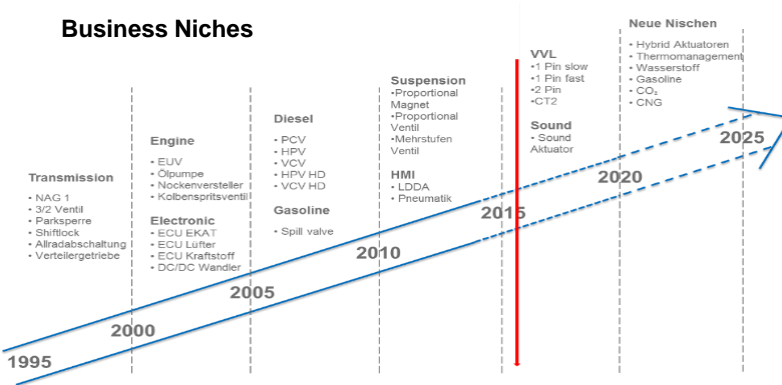 Business Niches
Transmission
• NAG 1
• 3/2 Ventil
• Parksperre
• Shiftlock
• Allradabschaltung
• Verteilergetriebe
Engine
• EUV
• Ölpumpe
• Nockenversteller
• Kolbenspritsventil
Electronic
• ECU EKAT
• ECU Lüfter
• ECU Kraftstoff
• DC/DC Wandler
Diesel
• PCV
• HPV
• VCV
• HPV HD
• VCV HD
Gasoline
• Spill valve
Suspension
•Proportional
Magnet
•Proportional
Ventil
•Mehrstufen
Ventil
HMI
• LDDA
• Pneumatik
VVL
•1 Pin slow
•1 Pin fast
•2 Pin
•CT2
Sound
• Sound
Aktuator
Neue Nischen
• Hybrid Aktuatoren
• Thermomanagement
• Wasserstoff
• Gasoline
• CO₂
• CNG
1995
2000
2005
2010
2015
2020
2025